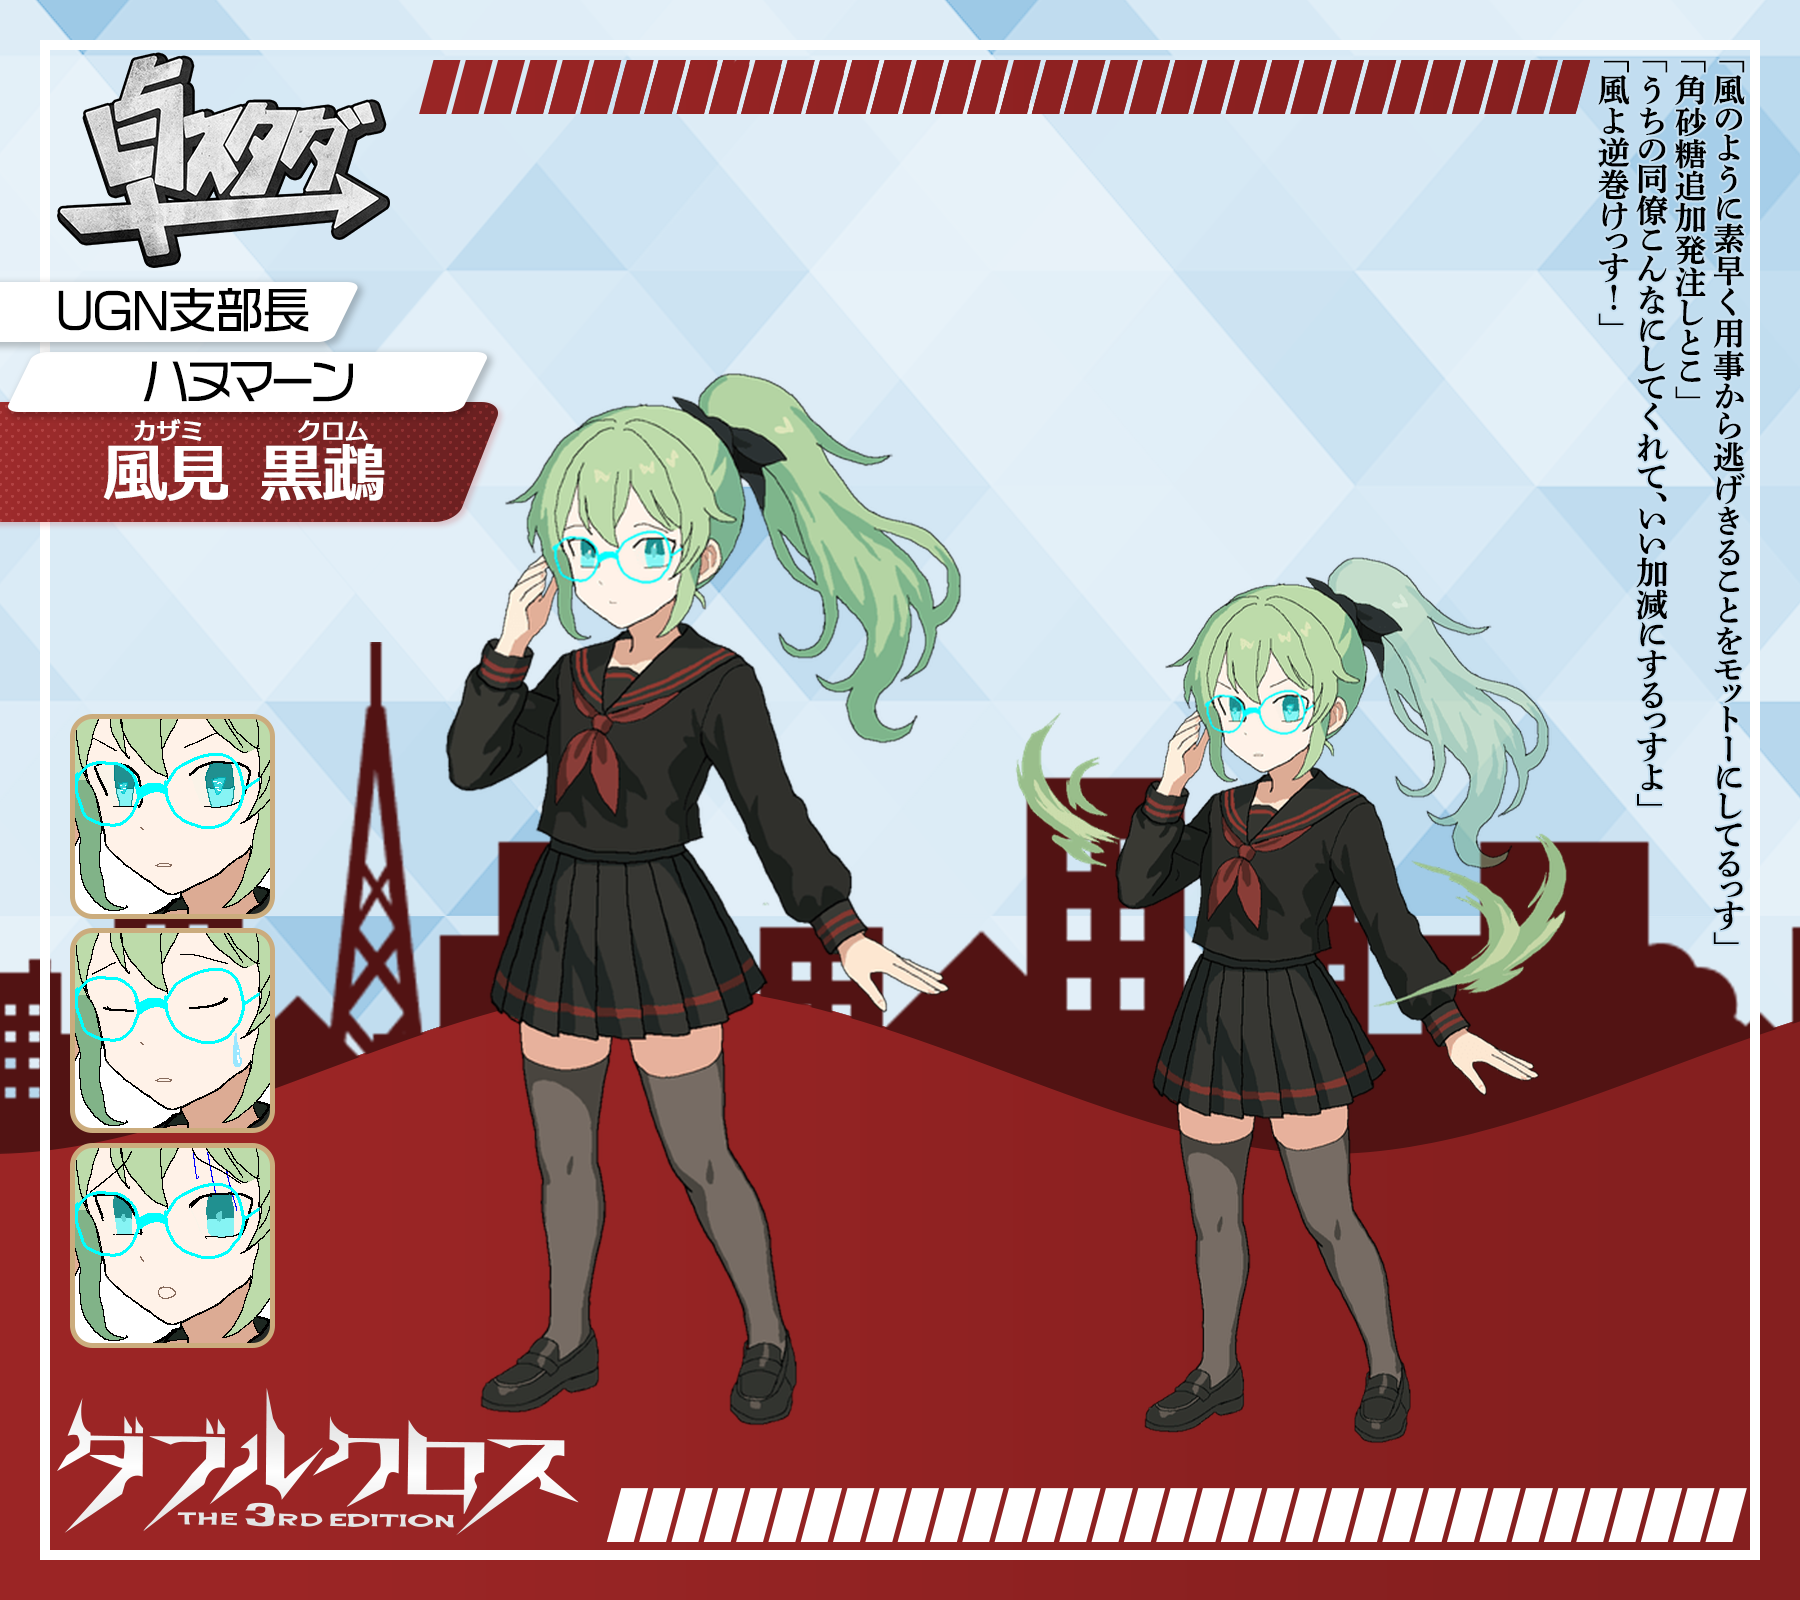 卓スタダ
UGN支部長
ハヌマーン
カザミ クロム
風見 黒鵡
「風のように素早く用事から逃げきることをモットーにしてるっす」
「角砂糖追加発注しとこ」
「うちの同僚こんなにしてくれて、いい加減にするっすよ」
「風よ逆巻けっす！」
ダブルクロス
THE 3RD EDITION